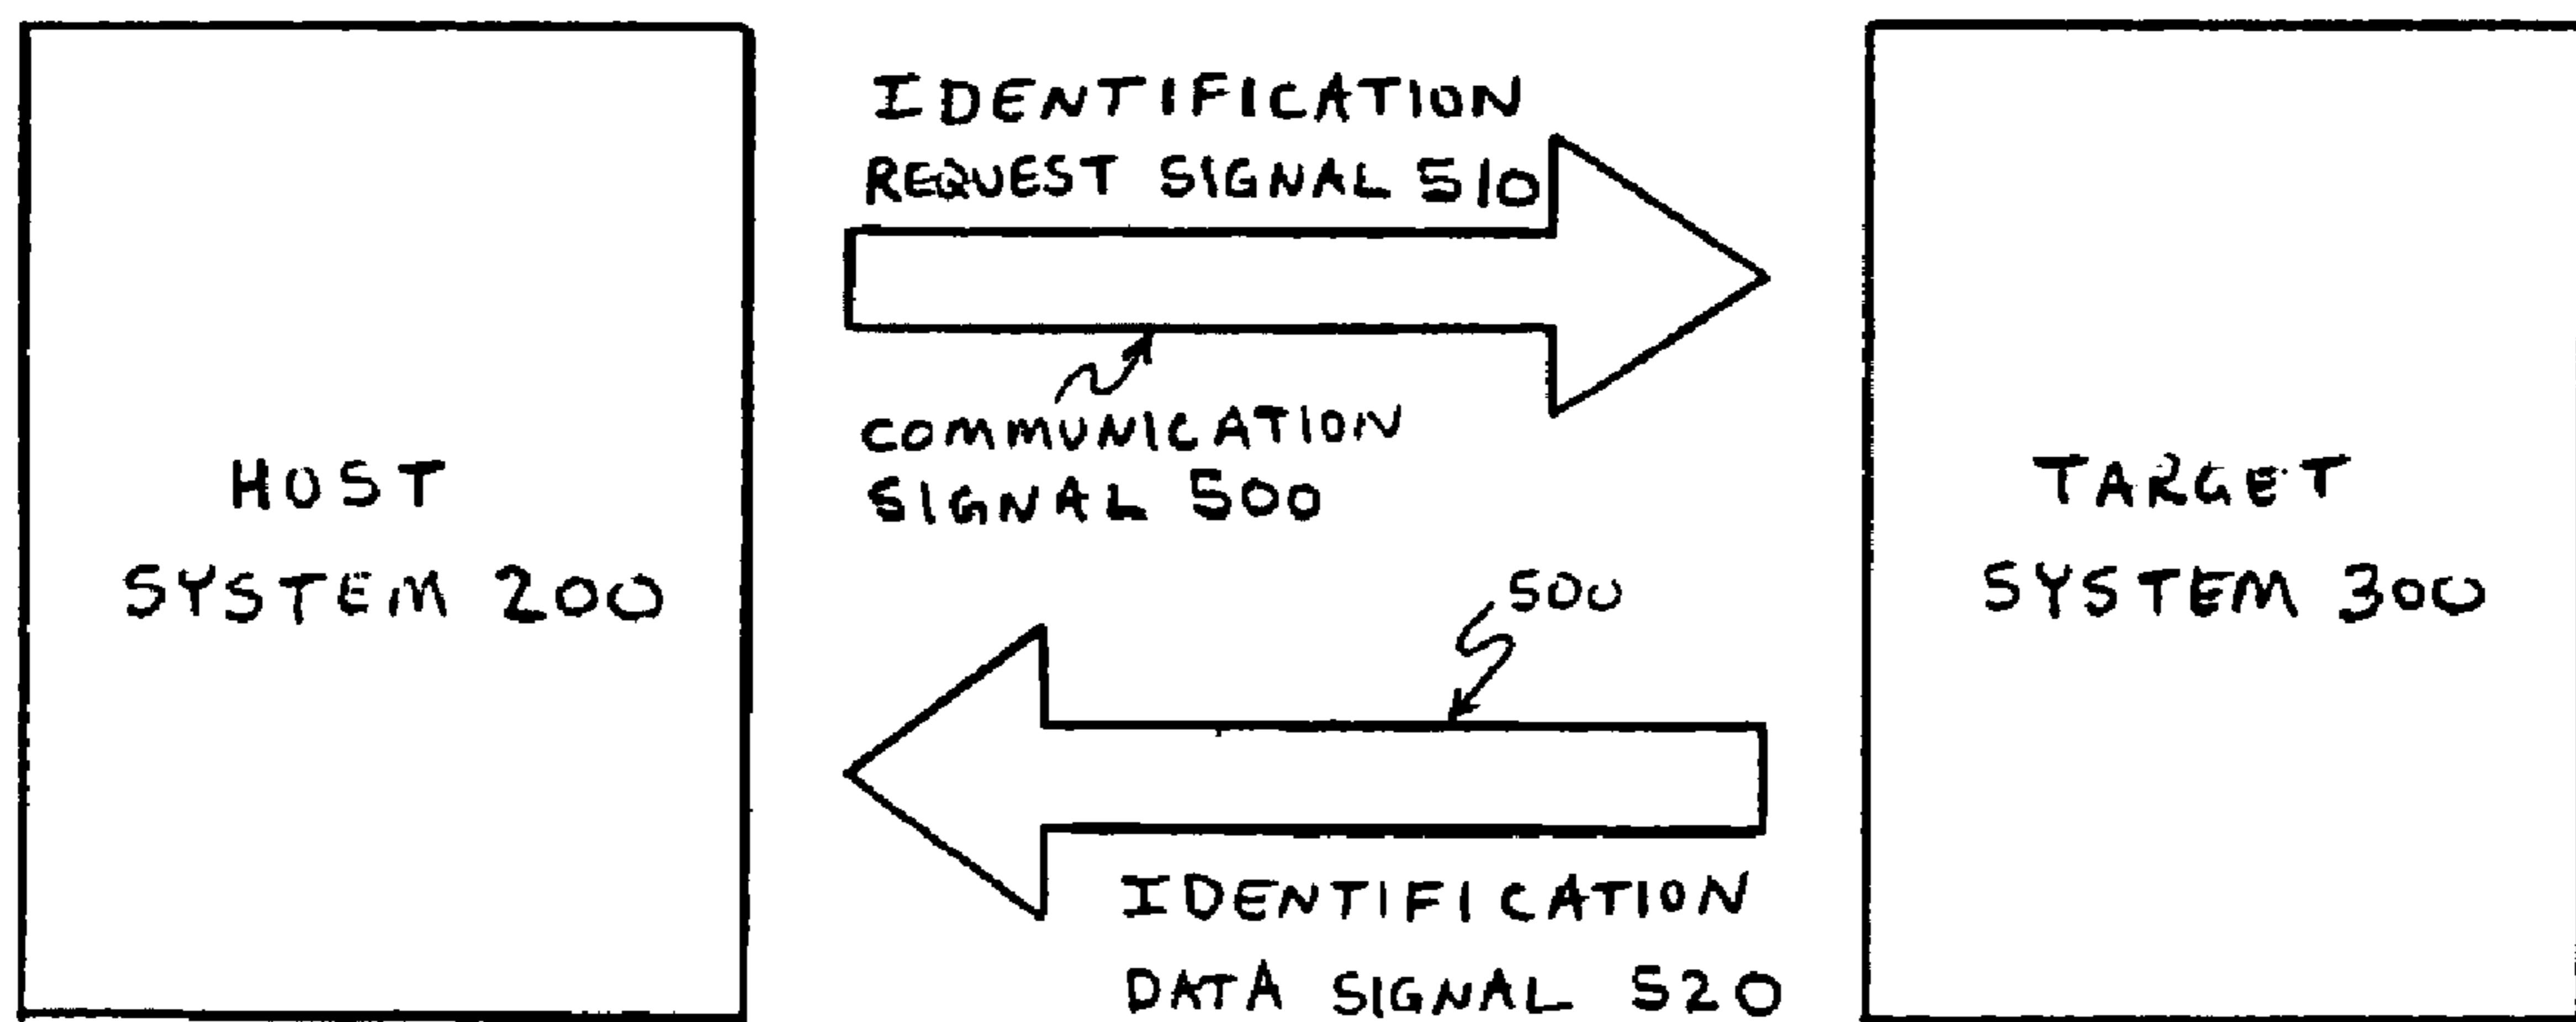 IDENTIFICATION
REQUEST SIGNAL 510
COMMUNICATION
SIGNAL 500
HOST
SYSTEM 200
TARGET
SYSTEM 300
500
IDENTIFICATION
DATA SIGNAL 520